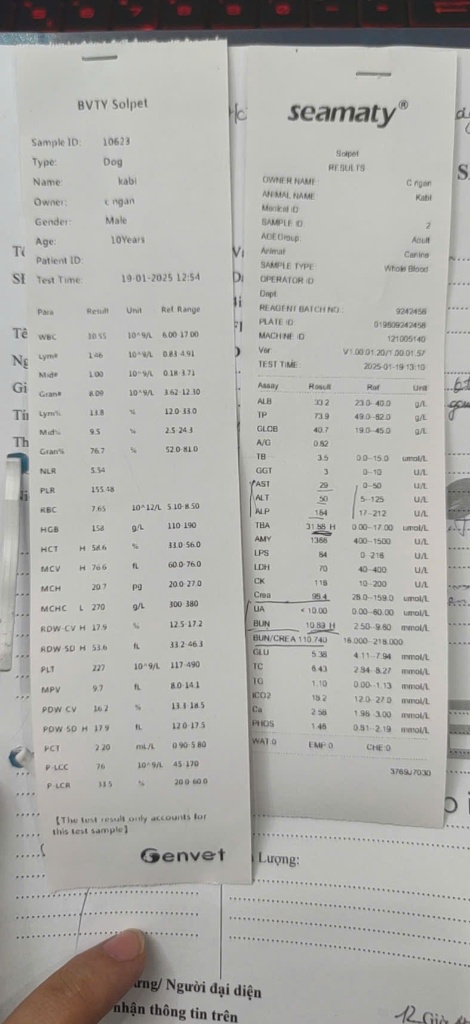 BVTY Solpet
Sample ID: 10623
Type: Dog
Name: kabi
Owner: c ngan
Gender: Male
Age: 10Years
Patient ID:
Test Time: 19-01-2025 12:54
Para Result Unit Ref Range
WBC 10.55 10^9/L 6.00-17.00
Lym# 1.46 10^9/L 0.83-4.91
Mid# 1.00 10^9/L 0.18-3.71
Gran# 8.09 10^9/L 3.62-12.30
Lym% 13.8 % 12.0-33.0
Mid% 9.5 % 2.5-24.3
Gran% 76.7 % 52.0-81.0
NLR 5.54
PLR 155.48
RBC 7.65 10^12/L 5.10-8.50
HGB 158 g/L 110-190
HCT H 58.6 % 33.0-56.0
MCV H 76.6 fL 60.0-76.0
MCH 20.7 pg 20.0-27.0
MCHC L 270 g/L 300-380
RDW-CV H 17.9 % 12.5-17.2
RDW-SD H 53.6 fL 33.2-46.3
PLT 227 10^9/L 117-490
MPV 9.7 fL 8.0-14.1
PDW-CV 16.2 % 13.3-18.5
PDW-SD H 17.9 fL 12.0-17.5
PCT 2.20 mL/L 0.90-5.80
P-LCC 76 10^9/L 45-170
P-LCR 33.5 % 20.0-60.0
【The test result only accounts for
this test sample】
Genvet
seamaty®
Solpet
RESULTS
OWNER NAME C ngan
ANIMAL NAME Kabi
Medical ID
SAMPLE ID 2
AGE Group: Adult
Animal Canine
SAMPLE TYPE Whole Blood
OPERATOR ID
Dept
REAGENT BATCH NO.: 9242458
PLATE ID 019609242458
MACHINE ID 121005140
Ver V1.00.01.20/1.00.01.57
TEST TIME: 2025-01-19 13:10
Assay Result Ref Unit
ALB 33.2 23.0-40.0 g/L
TP 73.9 49.0-82.0 g/L
GLOB 40.7 19.0-45.0 g/L
A/G 0.82
TB 3.5 0.0-15.0 umol/L
GGT 3 0-10 U/L
AST 29 0-50 U/L
ALT 50 5-125 U/L
ALP 184 17-212 U/L
TBA 31.88 H 0.00-17.00 umol/L
AMY 1386 400-1500 U/L
LPS 84 0-216 U/L
LDH 70 40-400 U/L
CK 118 10-200 U/L
Crea 98.4 28.0-159.0 umol/L
UA <10.00 0.00-60.00 umol/L
BUN 10.89 H 2.50-9.60 mmol/L
BUN/CREA 110.740 16.000-218.000
GLU 5.38 4.11-7.94 mmol/L
TC 6.43 2.84-8.27 mmol/L
TG 1.10 0.00-1.13 mmol/L
tCO2 18.2 12.0-27.0 mmol/L
Ca 2.58 1.98-3.00 mmol/L
PHOS 1.48 0.81-2.19 mmol/L
WAT:0 EMP:0 CHE:0
Lượng:
ưng/ Người đại diện
nhận thông tin trên